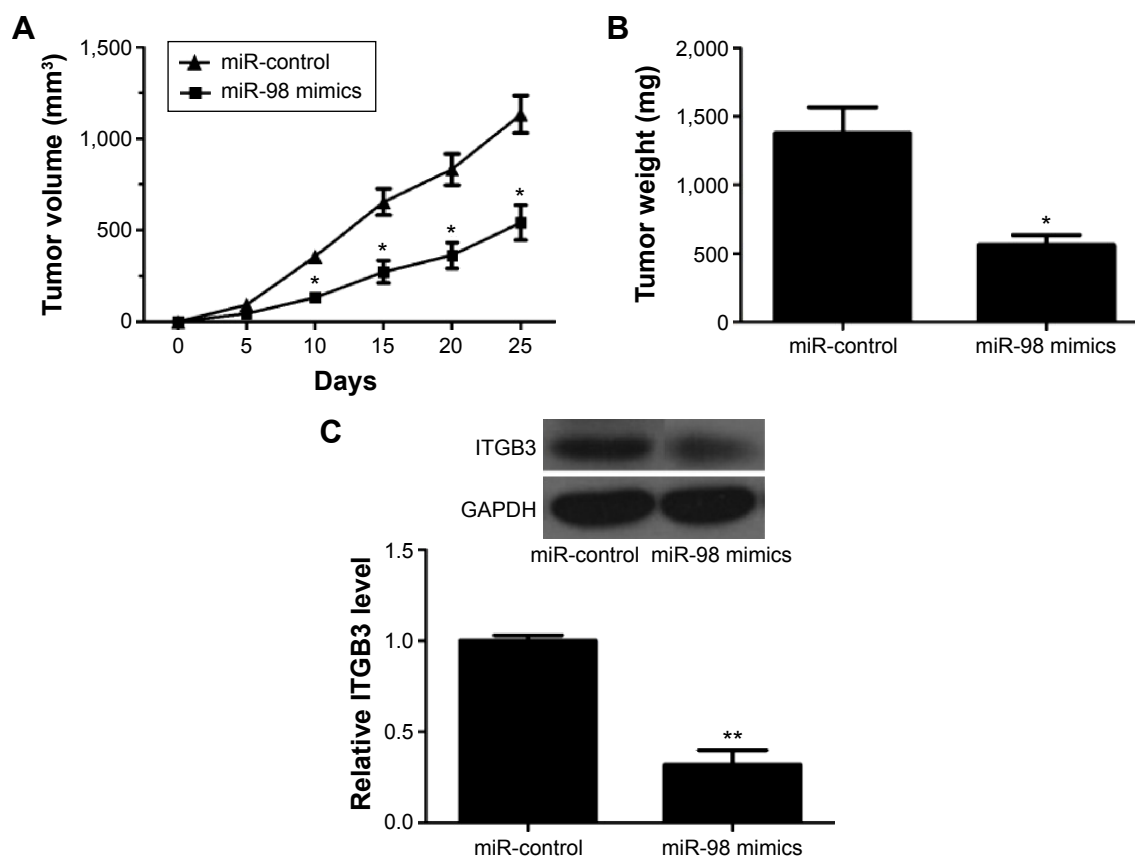 A
Tumor volume (mm³)
1,500
1,000
500
0
miR-control
miR-98 mimics
*
*
*
*
0 5 10 15 20 25
Days
B
Tumor weight (mg)
2,000
1,500
1,000
500
0
*
miR-control miR-98 mimics
C
ITGB3
GAPDH
miR-control miR-98 mimics
Relative ITGB3 level
1.5
1.0
0.5
0.0
**
miR-control miR-98 mimics